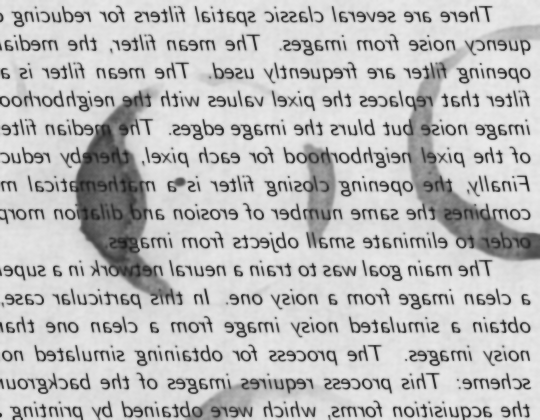 There are several classic spatial filters for reducing
quency noise from images. The mean filter, the media
opening filter are frequently used. The mean filter is a
filter that replaces the pixel values with the neighborhoo
image noise but blurs the image edges. The median filte
of the pixel neighborhood for each pixel, thereby reduc
Finally, the opening closing filter is a mathematical m
combines the same number of erosion and dilation morp
order to eliminate small objects from images.
The main goal was to train a neural network in a supe
a clean image from a noisy one. In this particular case,
obtain a simulated noisy image from a clean one than
noisy images. The process for obtaining simulated no
scheme: This process requires images of the backgroun
the acquisition forms, which were obtained by printing